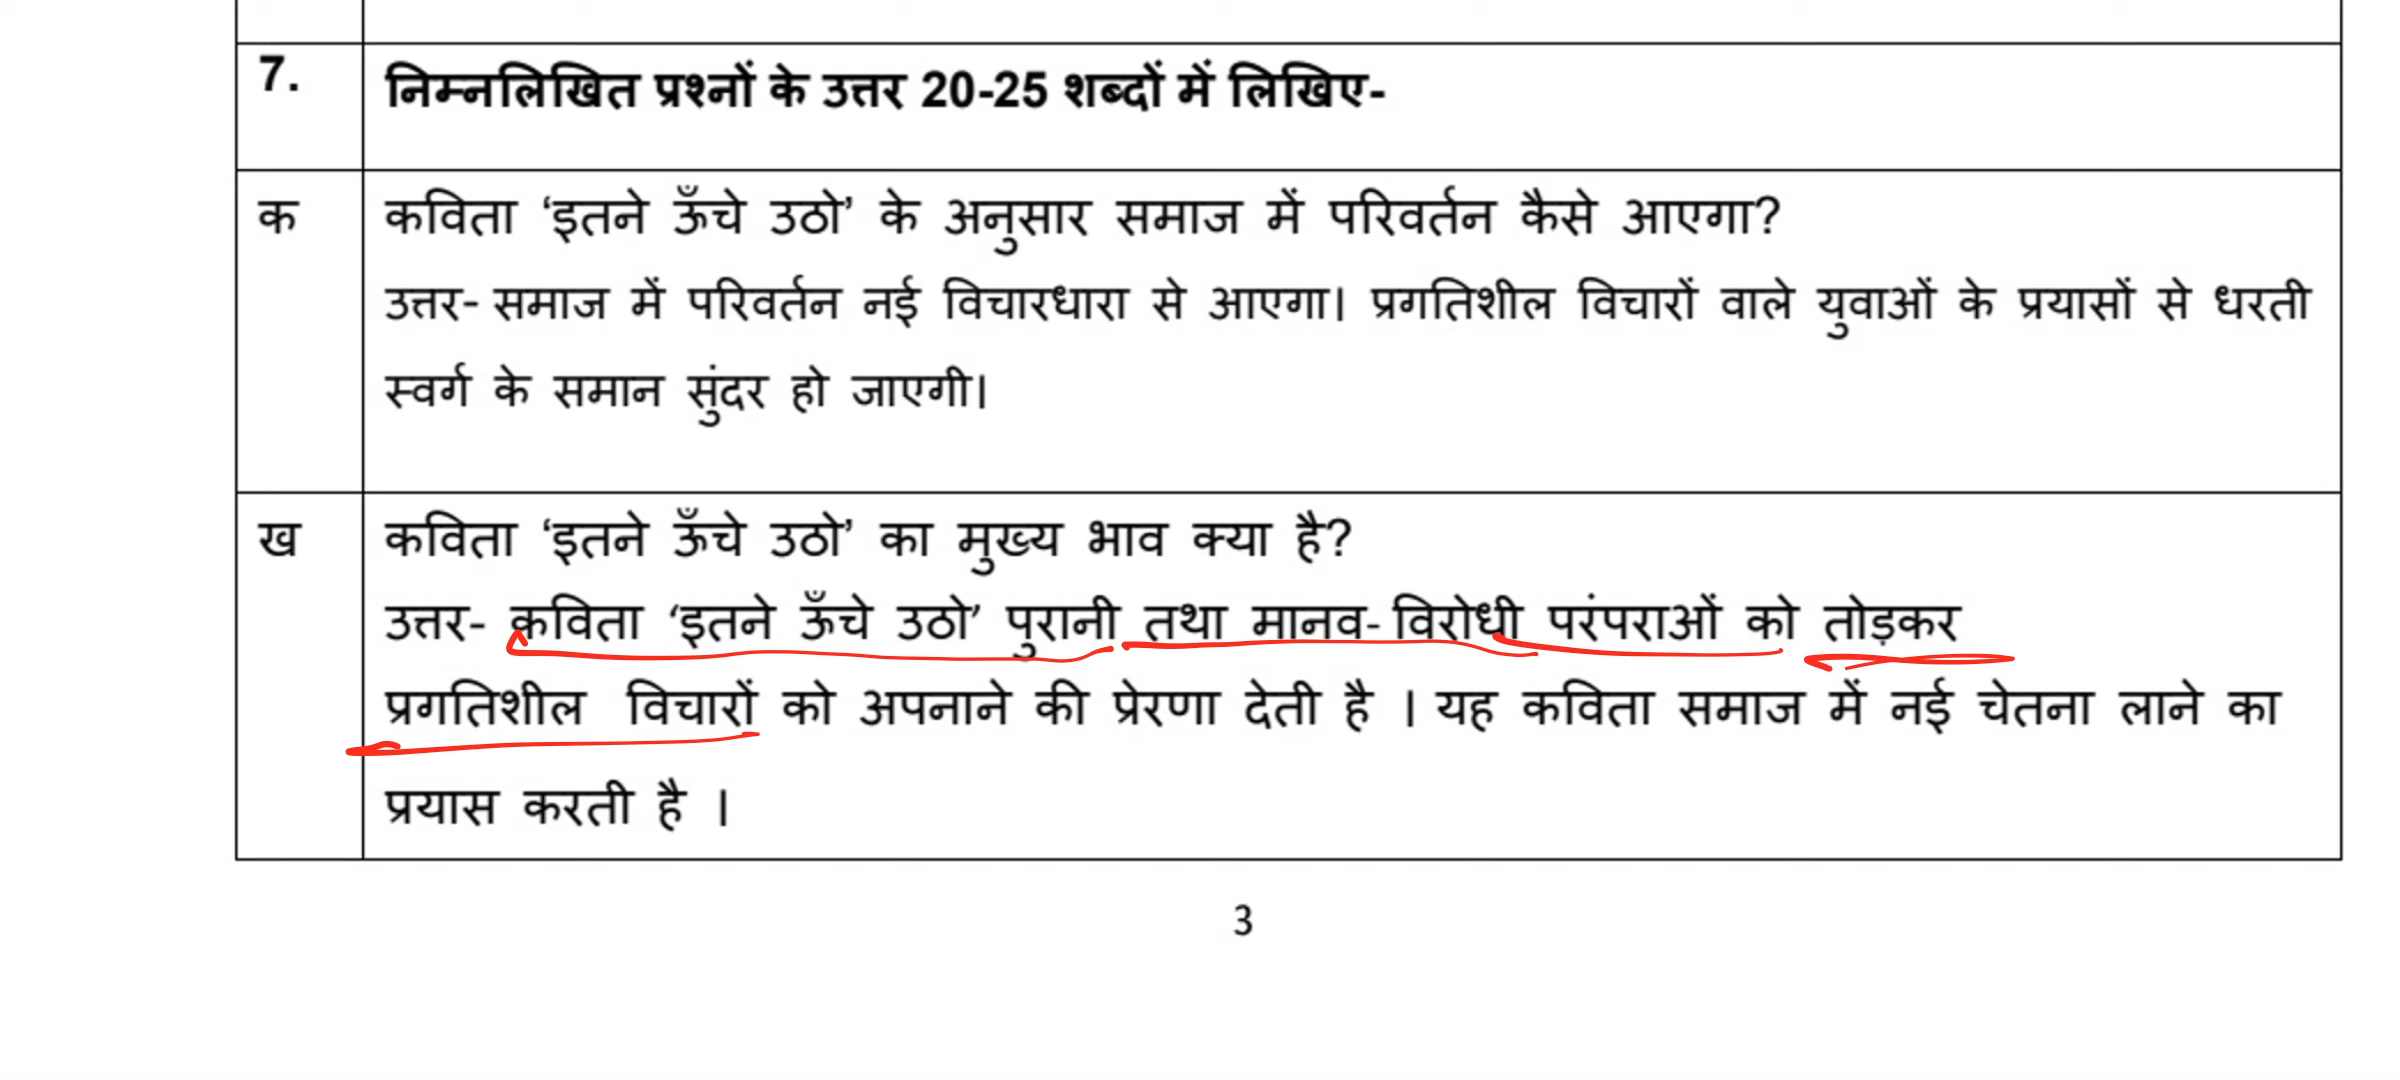 7. निम्नलिखित प्रश्नों के उत्तर 20-25 शब्दों में लिखिए-
क कविता ‘इतने ऊँचे उठो’ के अनुसार समाज में परिवर्तन कैसे आएगा?
उत्तर- समाज में परिवर्तन नई विचारधारा से आएगा। प्रगतिशील विचारों वाले युवाओं के प्रयासों से धरती
स्वर्ग के समान सुंदर हो जाएगी।
ख कविता ‘इतने ऊँचे उठो’ का मुख्य भाव क्या है?
उत्तर- कविता ‘इतने ऊँचे उठो’ पुरानी तथा मानव- विरोधी परंपराओं को तोड़कर
प्रगतिशील विचारों को अपनाने की प्रेरणा देती है । यह कविता समाज में नई चेतना लाने का
प्रयास करती है ।
3